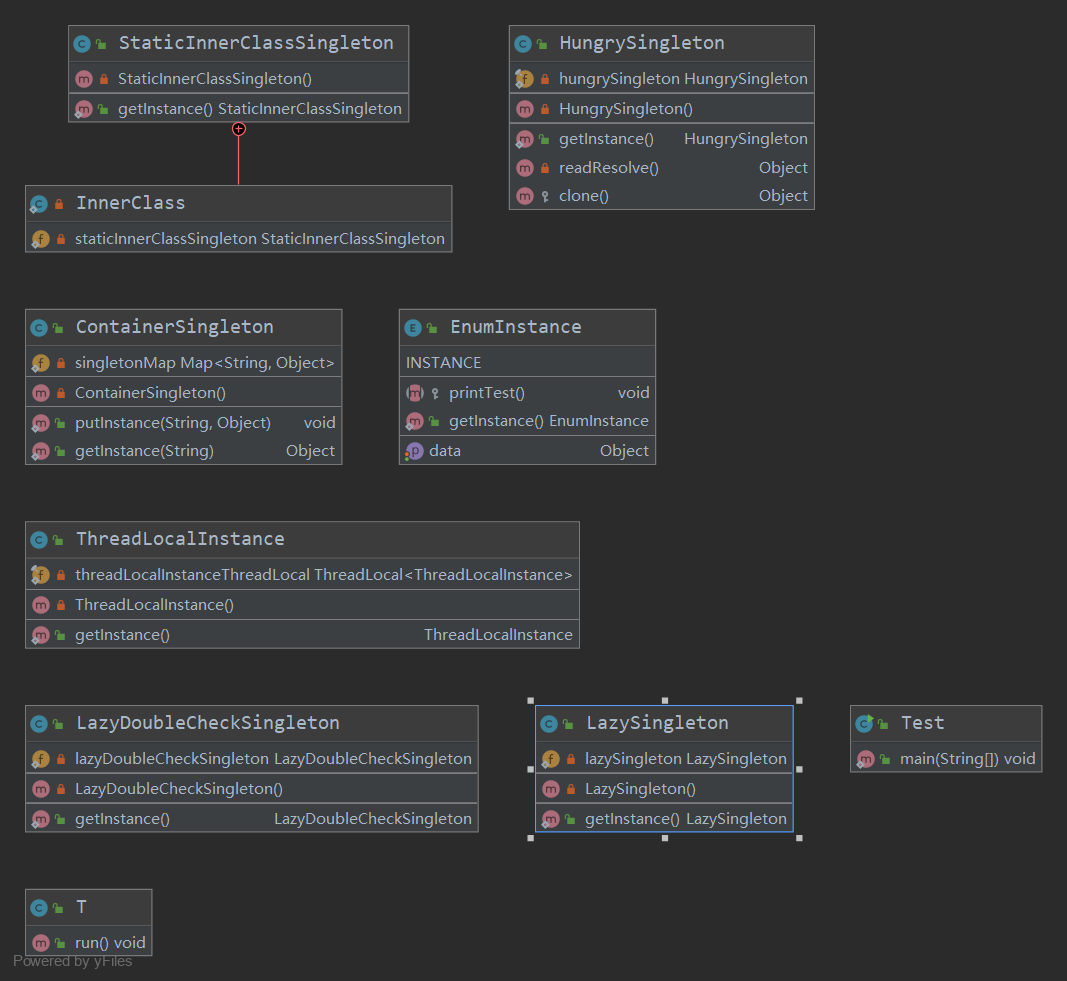 StaticInnerClassSingleton
StaticInnerClassSingleton()
getInstance() StaticInnerClassSingleton
HungrySingleton
hungrySingleton HungrySingleton
HungrySingleton()
getInstance() HungrySingleton
readResolve() Object
clone() Object
InnerClass
staticInnerClassSingleton StaticInnerClassSingleton
ContainerSingleton
singletonMap Map<String, Object>
ContainerSingleton()
putInstance(String, Object) void
getInstance(String) Object
EnumInstance
INSTANCE
printTest() void
getInstance() EnumInstance
data Object
ThreadLocalInstance
threadLocalInstanceThreadLocal ThreadLocal<ThreadLocalInstance>
ThreadLocalInstance()
getInstance() ThreadLocalInstance
LazyDoubleCheckSingleton
lazyDoubleCheckSingleton LazyDoubleCheckSingleton
LazyDoubleCheckSingleton()
getInstance() LazyDoubleCheckSingleton
LazySingleton
lazySingleton LazySingleton
LazySingleton()
getInstance() LazySingleton
Test
main(String[]) void
T
run() void
Powered by yFiles